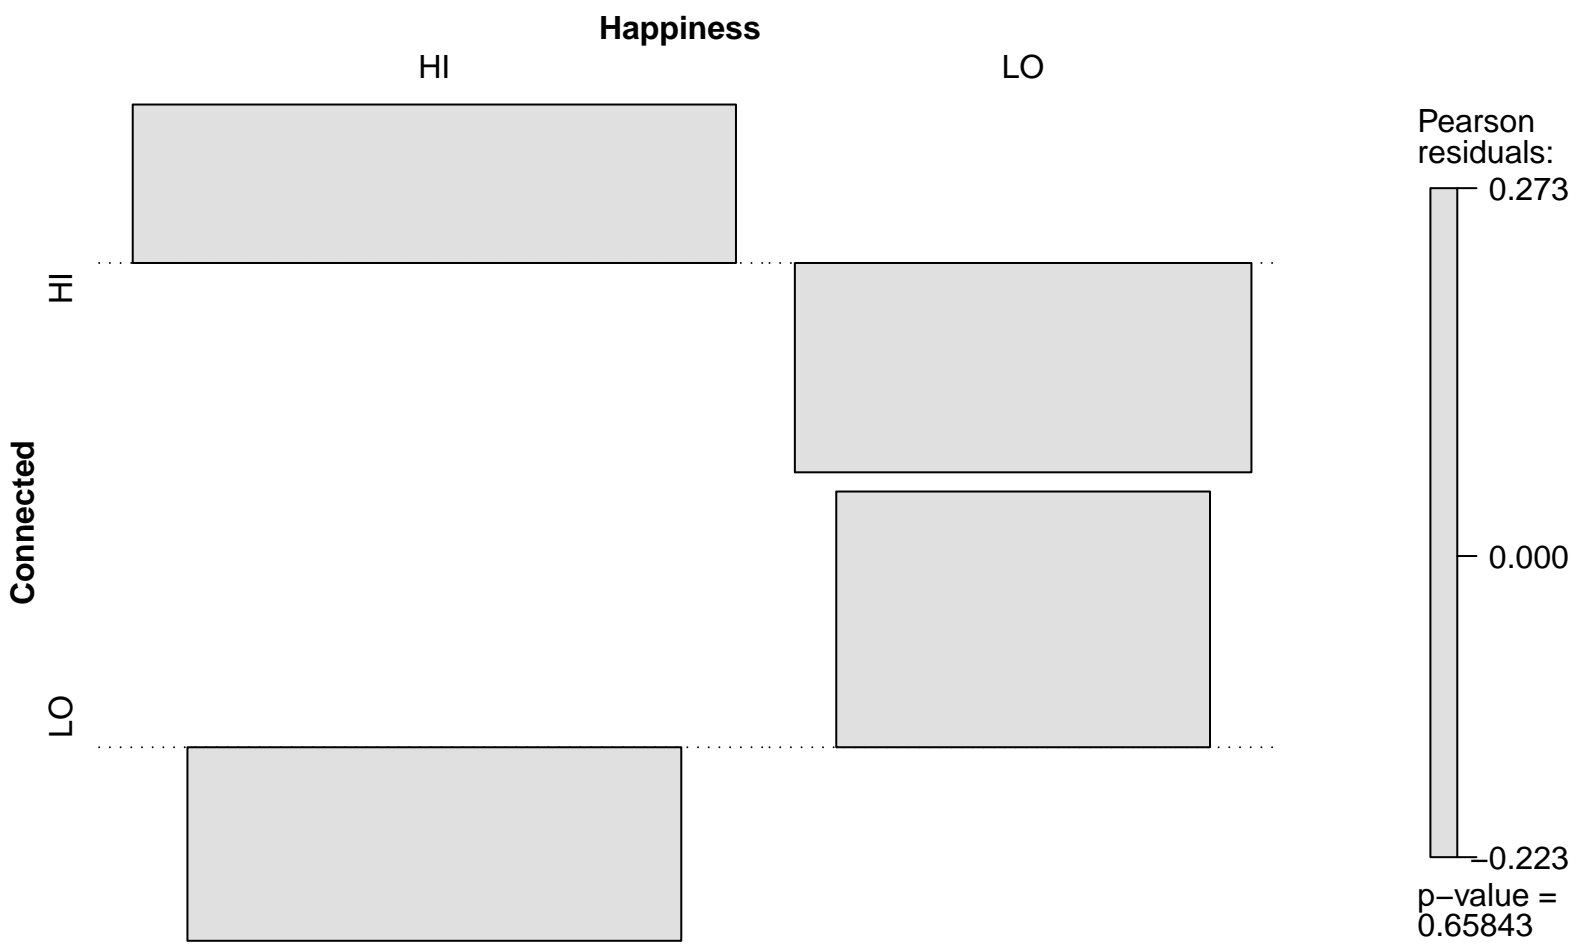 Happiness
HI
LO
HI
Connected
LO
Pearson
residuals:
0.273
0.000
−0.223
p−value =
0.65843